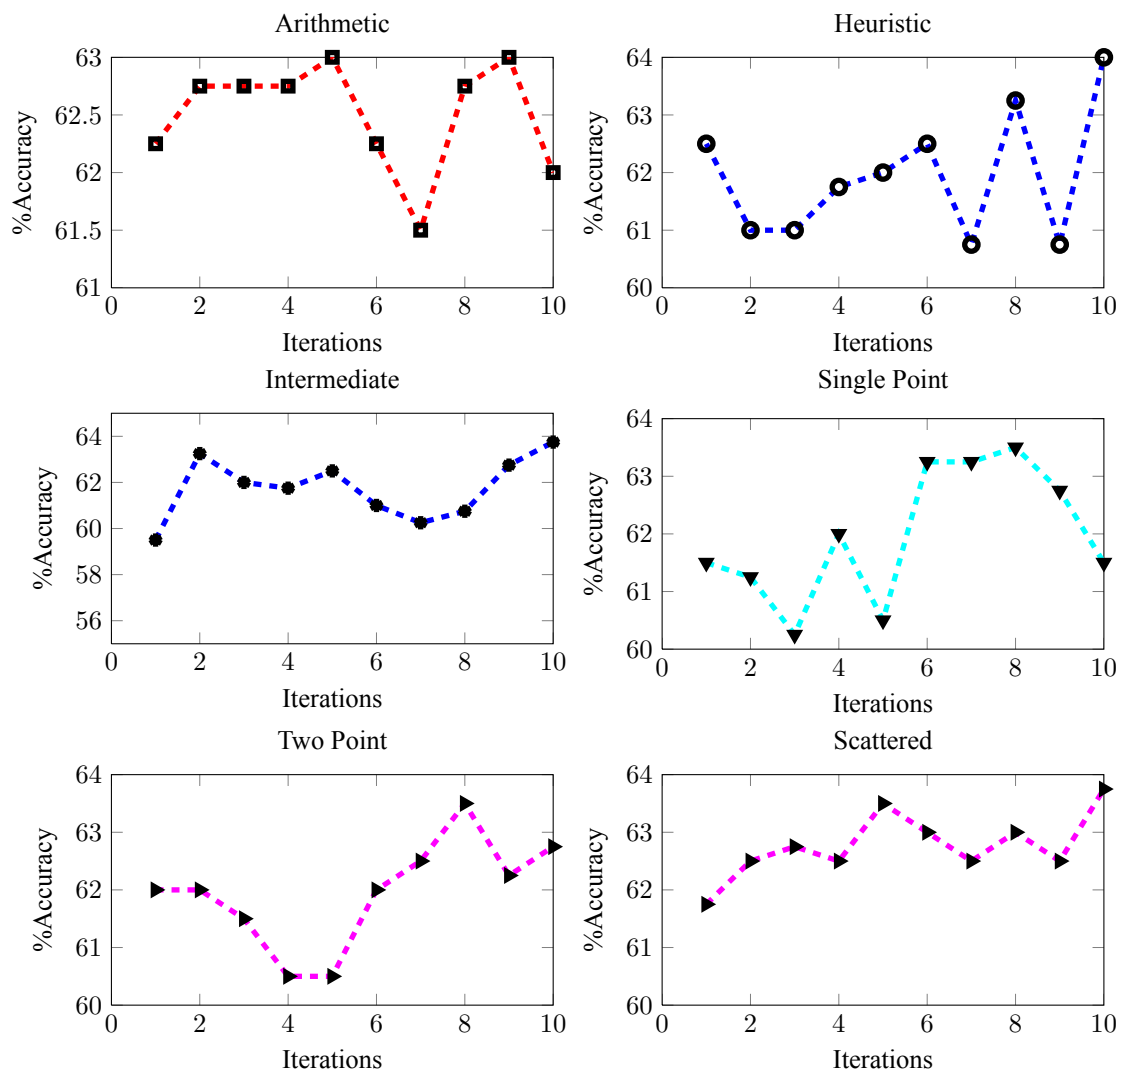 Arithmetic
63
62.5
62
61.5
61
%Accuracy
0 2 4 6 8 10
Iterations
Heuristic
64
63
62
61
60
%Accuracy
0 2 4 6 8 10
Iterations
Intermediate
64
62
60
58
56
%Accuracy
0 2 4 6 8 10
Iterations
Single Point
64
63
62
61
60
%Accuracy
0 2 4 6 8 10
Iterations
Two Point
64
63
62
61
60
%Accuracy
0 2 4 6 8 10
Iterations
Scattered
64
63
62
61
60
%Accuracy
0 2 4 6 8 10
Iterations